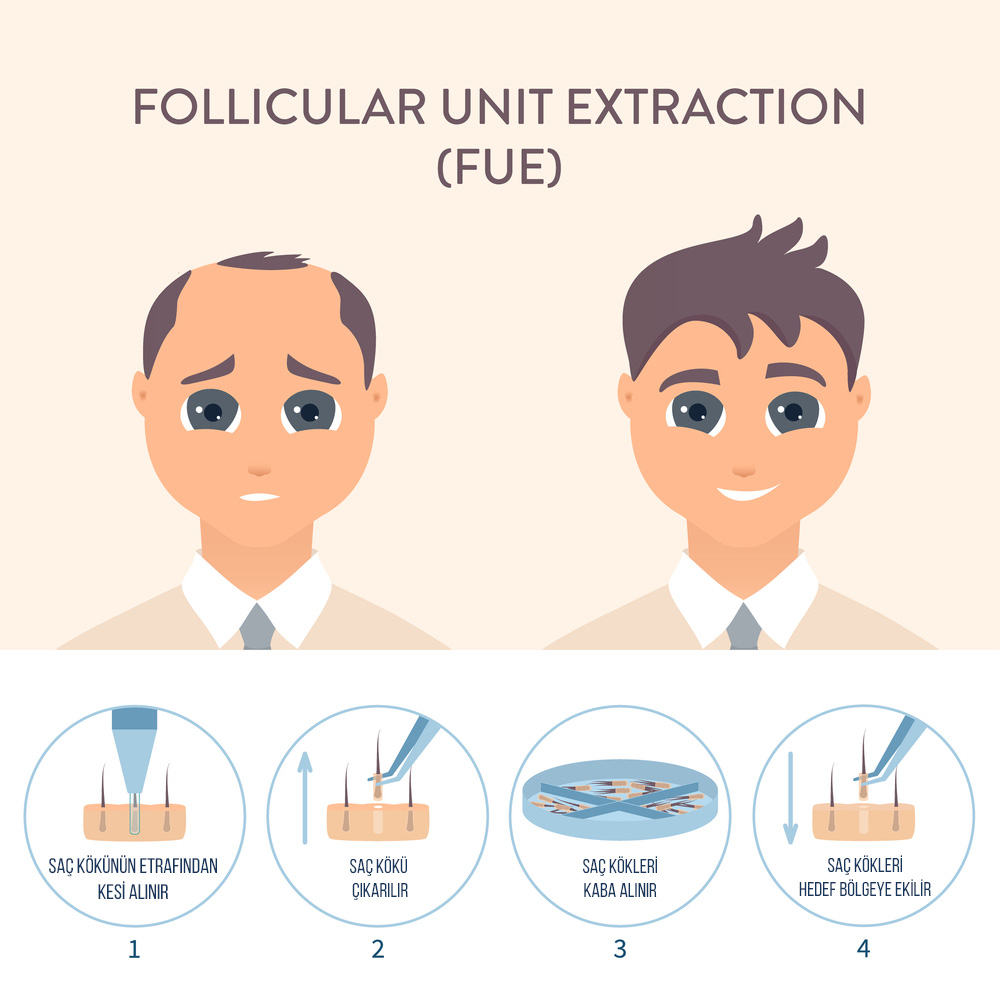 FOLLICULAR UNIT EXTRACTION
(FUE)
SAÇ KÖKÜNÜN ETRAFINDAN
KESİ ALINIR
1
SAÇ KÖKÜ
ÇIKARILIR
2
SAÇ KÖKLERİ
KABA ALINIR
3
SAÇ KÖKLERİ
HEDEF BÖLGEYE EKİLİR
4